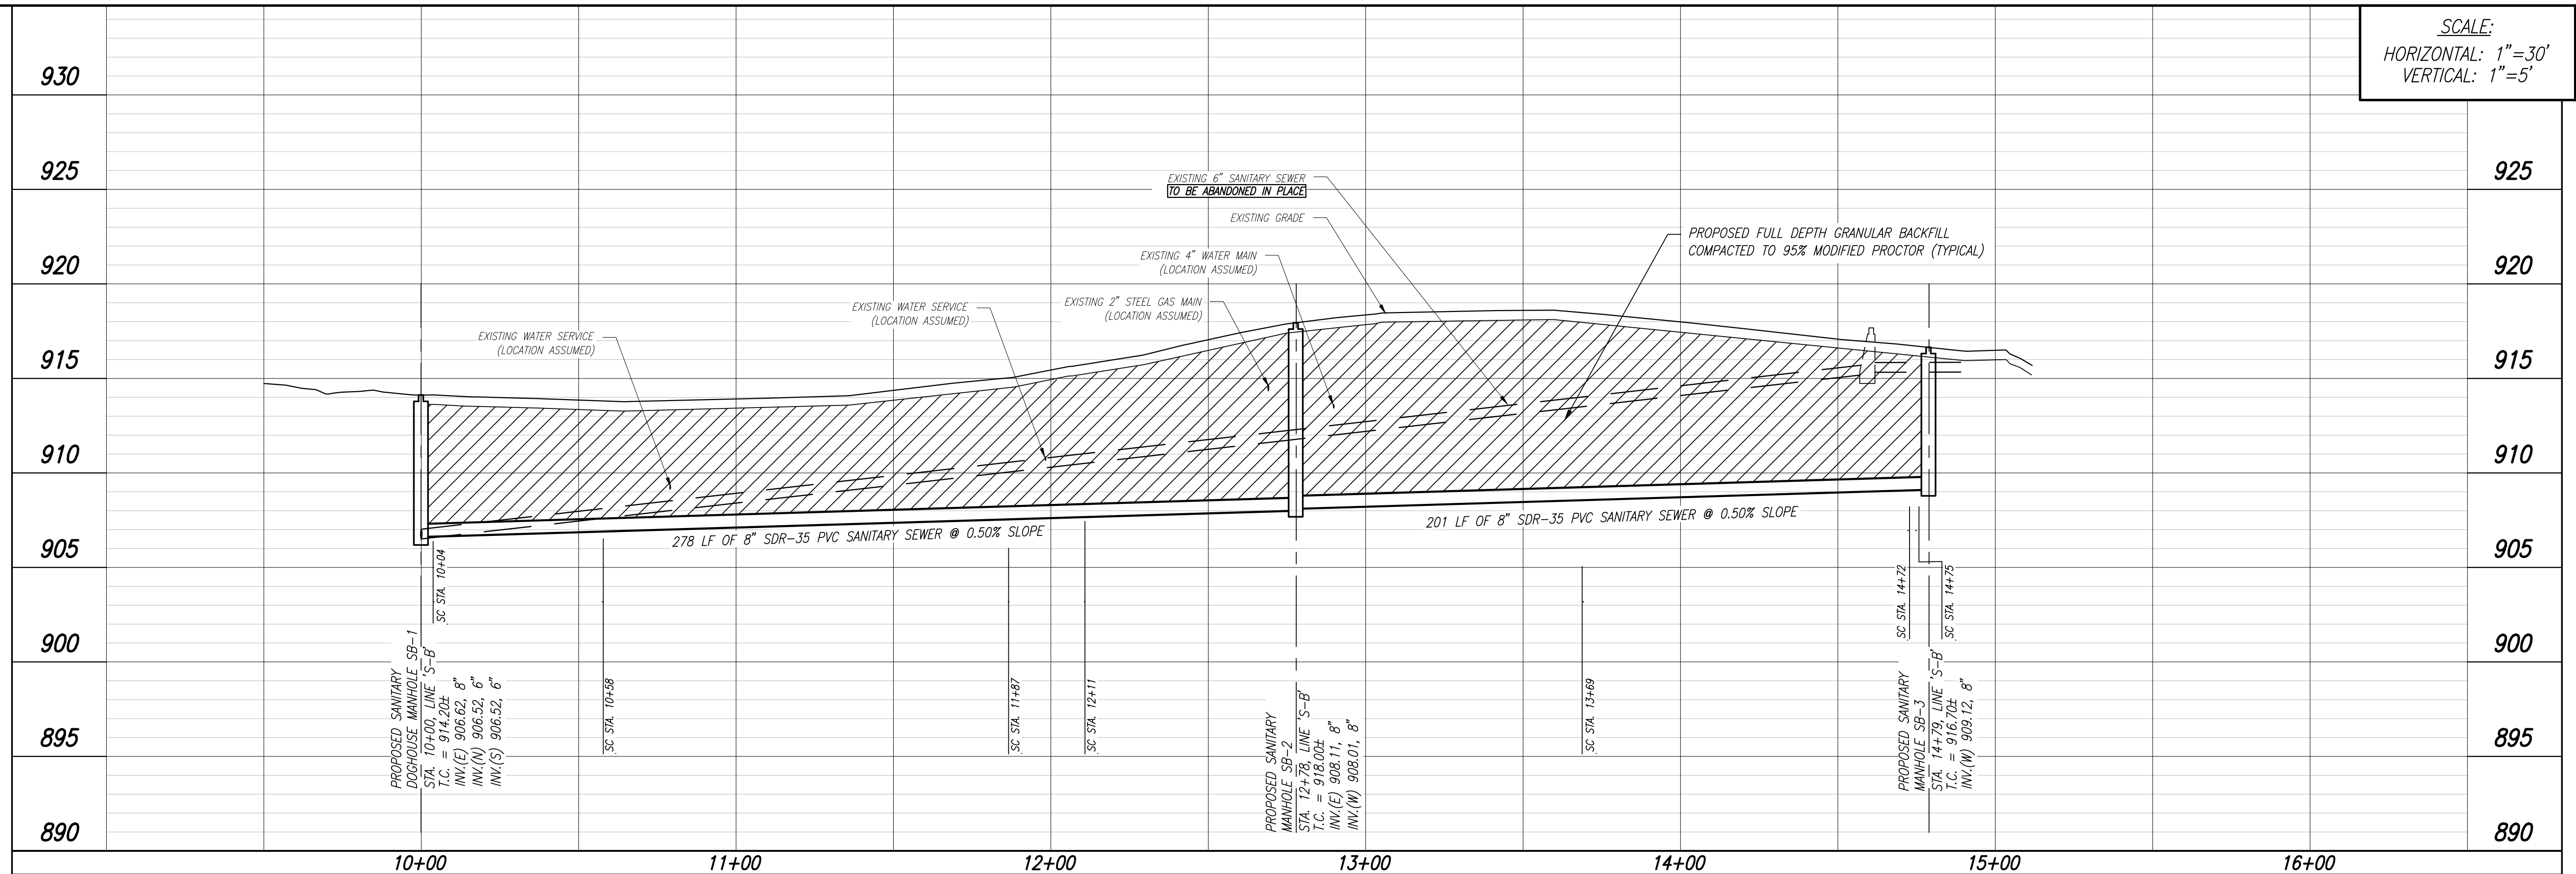 SCALE:
HORIZONTAL: 1"=30'
VERTICAL: 1"=5'
930
925
920
915
910
905
900
895
890
925
920
915
910
905
900
895
890
EXISTING 6" SANITARY SEWER
TO BE ABANDONED IN PLACE
EXISTING GRADE
EXISTING 4" WATER MAIN
(LOCATION ASSUMED)
EXISTING 2" STEEL GAS MAIN
(LOCATION ASSUMED)
EXISTING WATER SERVICE
(LOCATION ASSUMED)
EXISTING WATER SERVICE
(LOCATION ASSUMED)
PROPOSED FULL DEPTH GRANULAR BACKFILL
COMPACTED TO 95% MODIFIED PROCTOR (TYPICAL)
278 LF OF 8" SDR-35 PVC SANITARY SEWER @ 0.50% SLOPE
201 LF OF 8" SDR-35 PVC SANITARY SEWER @ 0.50% SLOPE
SC STA. 10+04
SC STA. 10+58
SC STA. 11+87
SC STA. 12+11
SC STA. 13+69
SC STA. 14+72
SC STA. 14+75
PROPOSED SANITARY
DOGHOUSE MANHOLE SB-1
STA. 10+00, LINE 'S-B'
T.C. = 914.20±
INV.(E) 906.62, 8"
INV.(N) 906.52, 6"
INV.(S) 906.52, 6"
PROPOSED SANITARY
MANHOLE SB-2
STA. 12+78, LINE 'S-B'
T.C. = 918.00±
INV.(E) 908.11, 8"
INV.(W) 908.01, 8"
PROPOSED SANITARY
MANHOLE SB-3
STA. 14+79, LINE 'S-B'
T.C. = 916.70±
INV.(W) 909.12, 8"
10+00
11+00
12+00
13+00
14+00
15+00
16+00